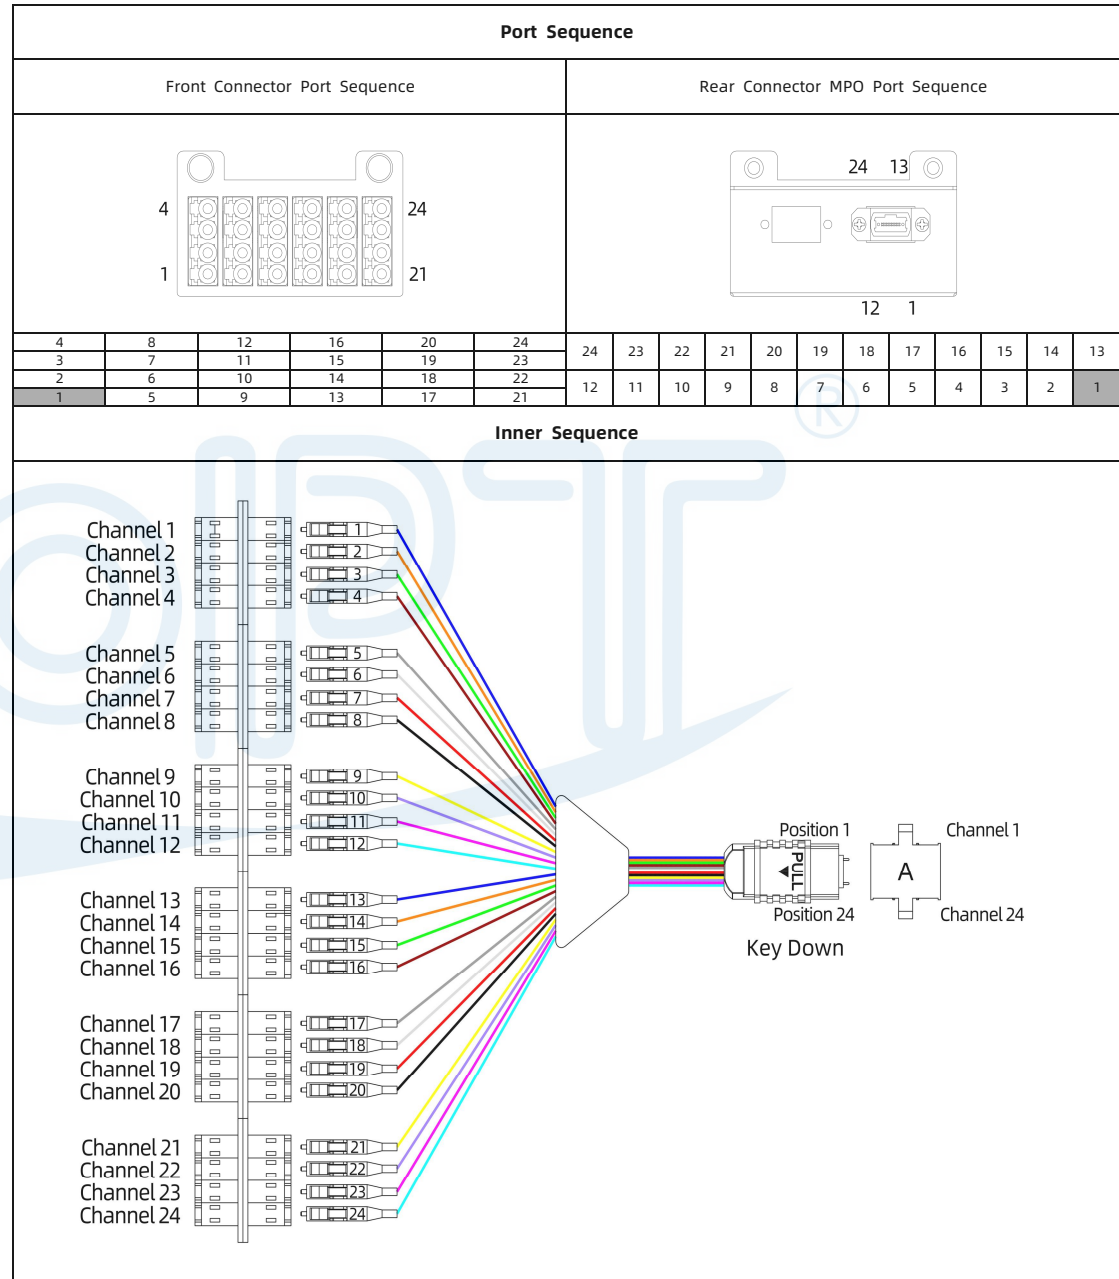 Port Sequence
Front Connector Port Sequence
Rear Connector MPO Port Sequence
4 24
1 21
24 13
12 1
4 8 12 16 20 24
3 7 11 15 19 23
2 6 10 14 18 22
1 5 9 13 17 21
24 23 22 21 20 19 18 17 16 15 14 13
12 11 10 9 8 7 6 5 4 3 2 1
Inner Sequence
OPT ®
Channel 1 1
Channel 2 2
Channel 3 3
Channel 4 4
Channel 5 5
Channel 6 6
Channel 7 7
Channel 8 8
Channel 9 9
Channel 10 10
Channel 11 11
Channel 12 12
Channel 13 13
Channel 14 14
Channel 15 15
Channel 16 16
Channel 17 17
Channel 18 18
Channel 19 19
Channel 20 20
Channel 21 21
Channel 22 22
Channel 23 23
Channel 24 24
Position 1
PULL
Position 24
Key Down
Channel 1
A
Channel 24